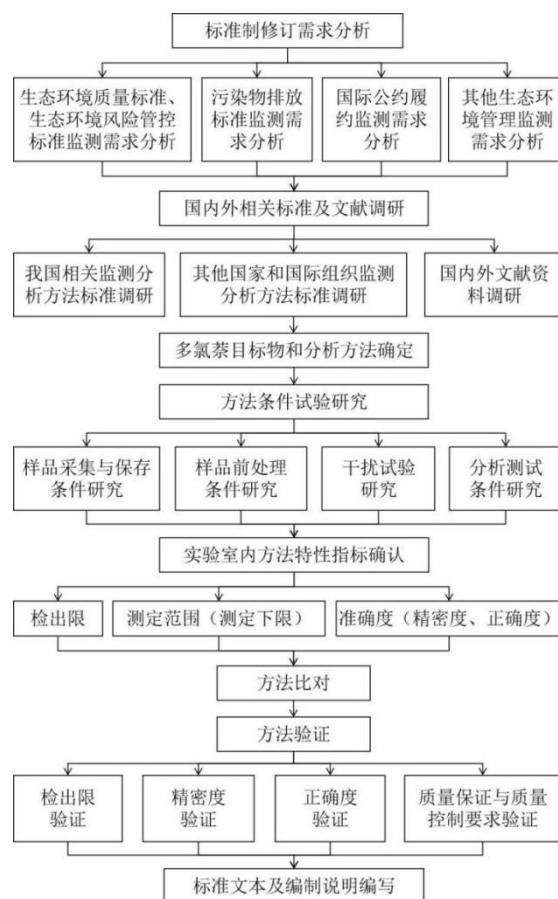 标准制修订需求分析
生态环境质量标准、
生态环境风险管控
标准监测需求分析
污染物排放
标准监测需
求分析
国际公约履
约监测需求
分析
其他生态环
境管理监测
需求分析
国内外相关标准及文献调研
我国相关监测分
析方法标准调研
其他国家和国际组织监测
分析方法标准调研
国内外文献资
料调研
多氯萘目标物和分析方法确定
方法条件试验研究
样品采集与保存
条件研究
样品前处理
条件研究
干扰试验
研究
分析测试
条件研究
实验室内方法特性指标确认
检出限
测定范围（测定下限）
准确度（精密度、正确度）
方法比对
方法验证
检出限
验证
精密度
验证
正确度
验证
质量保证与质量
控制要求验证
标准文本及编制说明编写